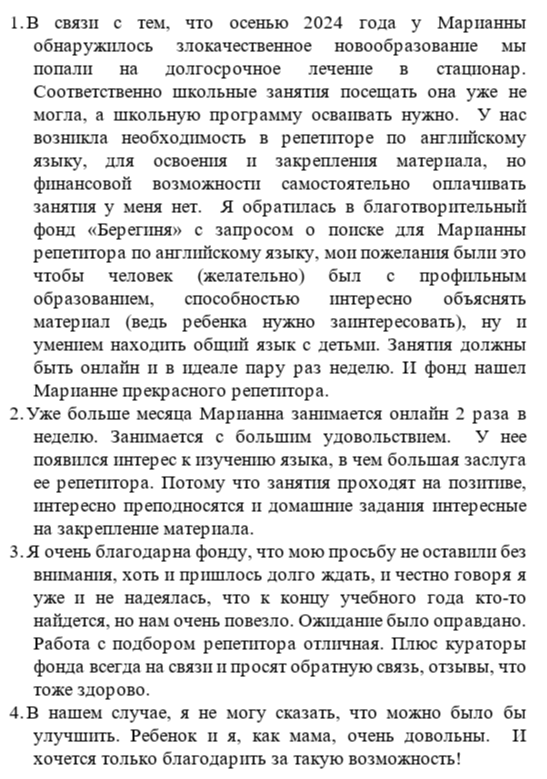 1. В связи с тем, что осенью 2024 года у Марианны
обнаружилось злокачественное новообразование мы
попали на долгосрочное лечение в стационар.
Соответственно школьные занятия посещать она уже не
могла, а школьную программу осваивать нужно. У нас
возникла необходимость в репетиторе по английскому
языку, для освоения и закрепления материала, но
финансовой возможности самостоятельно оплачивать
занятия у меня нет. Я обратилась в благотворительный
фонд «Берегиня» с запросом о поиске для Марианны
репетитора по английскому языку, мои пожелания были это
чтобы человек (желательно) был с профильным
образованием, способностью интересно объяснять
материал (ведь ребенка нужно заинтересовать), ну и
умением находить общий язык с детьми. Занятия должны
быть онлайн и в идеале пару раз неделю. И фонд нашел
Марианне прекрасного репетитора.
2. Уже больше месяца Марианна занимается онлайн 2 раза в
неделю. Занимается с большим удовольствием. У нее
появился интерес к изучению языка, в чем большая заслуга
ее репетитора. Потому что занятия проходят на позитиве,
интересно преподносятся и домашние задания интересные
на закрепление материала.
3. Я очень благодарна фонду, что мою просьбу не оставили без
внимания, хоть и пришлось долго ждать, и честно говоря я
уже и не надеялась, что к концу учебного года кто-то
найдется, но нам очень повезло. Ожидание было оправдано.
Работа с подбором репетитора отличная. Плюс кураторы
фонда всегда на связи и просят обратную связь, отзывы, что
тоже здорово.
4. В нашем случае, я не могу сказать, что можно было бы
улучшить. Ребенок и я, как мама, очень довольны. И
хочется только благодарить за такую возможность!